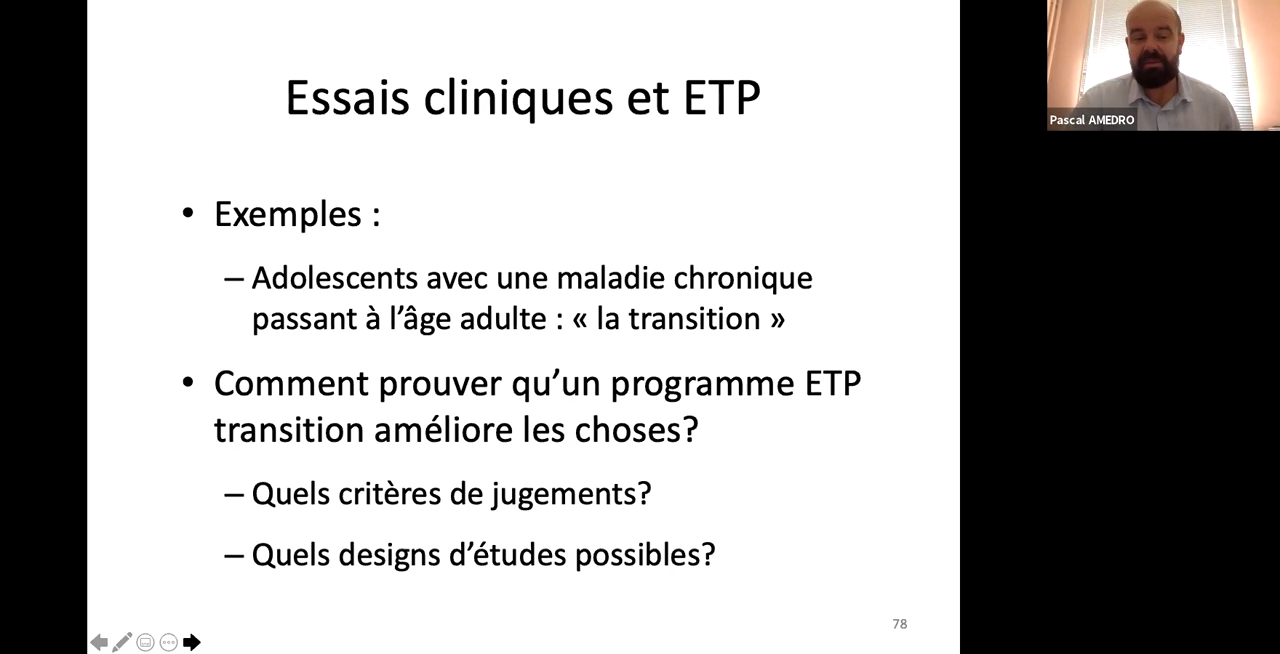 Essais cliniques et ETP
• Exemples :
– Adolescents avec une maladie chronique
passant à l’âge adulte : « la transition »
• Comment prouver qu’un programme ETP
transition améliore les choses?
– Quels critères de jugements?
– Quels designs d’études possibles?
78
Pascal AMEDRO